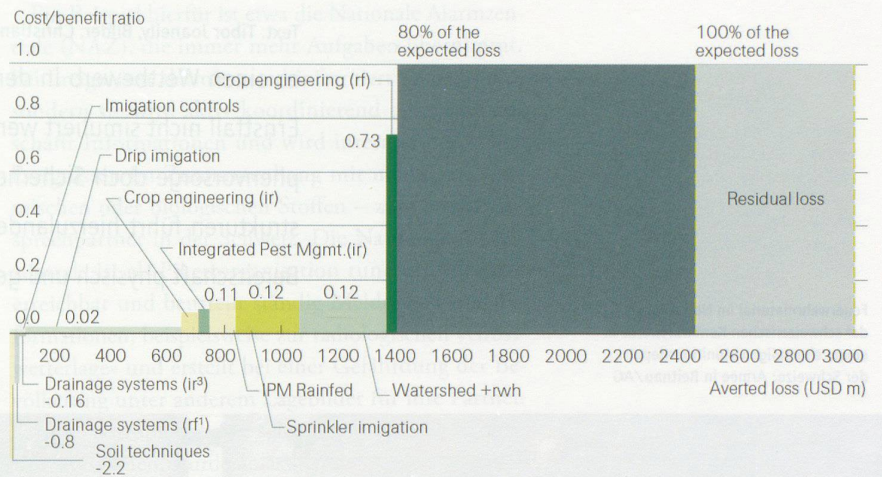 Cost/benefit ratio
80% of the
expected loss
100% of the
expected loss
1.0
Crop engineering (rf)
0.8
Imigation controls
0.73
0.6
Drip imigation
Crop engineering (ir)
Residual loss
0.4
Integrated Pest Mgmt.(ir)
0.2
0.11
0.12
0.12
0.0
0.02
200 400 600 800 1000 1200 1400 1600 1800 2000 2200 2400 2600 2800 3000
Averted loss (USD m)
Drainage systems (ir³)
-0.16
IPM Rainfed
Watershed +rwh
Drainage systems (rf¹)
-0.8
Sprinkler imigation
Soil techniques
-2.2